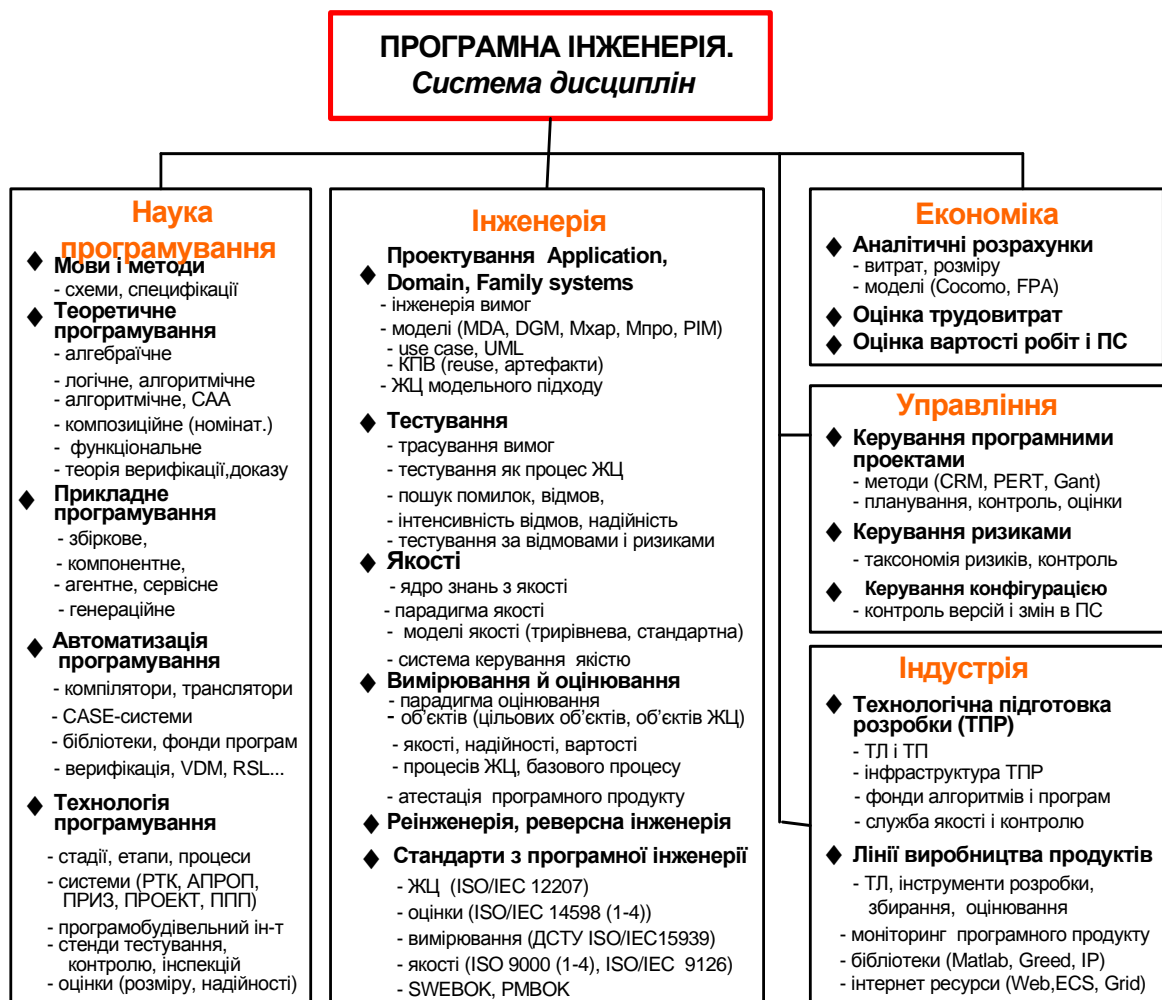 ПРОГРАМНА ІНЖЕНЕРІЯ.
Система дисциплін
Наука
програмування
♦ Мови і методи
- схеми, специфікації
♦ Теоретичне
програмування
- алгебраїчне
- логічне, алгоритмічне
- алгоритмічне, САА
- композиційне (номінат.)
- функціональне
- теорія верифікації,доказу
♦ Прикладне
програмування
- збіркове,
- компонентне,
- агентне, сервісне
- генераційне
♦ Автоматизація
програмування
- компілятори, транслятори
- CASE-системи
- бібліотеки, фонди програм
- верифікація, VDM, RSL...
♦ Технологія
програмування
- стадії, етапи, процеси
- системи (РТК, АПРОП,
ПРИЗ, ПРОЕКТ, ППП)
- програмобудівельний ін-т
- стенди тестування,
контролю, інспекцій
- оцінки (розміру, надійності)
Інженерія
♦ Проектування Application,
Domain, Family systems
- інженерія вимог
- моделі (MDA, DGM, Мхар, Мпро, PIM)
- use case, UML
- КПВ (reuse, артефакти)
- ЖЦ модельного підходу
♦ Тестування
- трасування вимог
- тестування як процес ЖЦ
- пошук помилок, відмов,
- інтенсивність відмов, надійність
- тестування за відмовами і ризиками
♦ Якості
- ядро знань з якості
- парадигма якості
- моделі якості (трирівнева, стандартна)
- система керування якістю
♦ Вимірювання й оцінювання
- парадигма оцінювання
- об’єктів (цільових об’єктів, об’єктів ЖЦ)
- якості, надійності, вартості
- процесів ЖЦ, базового процесу
- атестація програмного продукту
♦ Реінженерія, реверсна інженерія
♦ Стандарти з програмної інженерії
- ЖЦ (ISO/IEC 12207)
- оцінки (ISO/IEC 14598 (1-4))
- вимірювання (ДСТУ ISO/IEC15939)
- якості (ISO 9000 (1-4), ISO/IEC 9126)
- SWEBOK, PMBOK
Економіка
♦ Аналітичні розрахунки
- витрат, розміру
- моделі (Cocomo, FPA)
♦ Оцінка трудовитрат
♦ Оцінка вартості робіт і ПС
Управління
♦ Керування програмними
проектами
- методи (CRM, PERT, Gant)
- планування, контроль, оцінки
♦ Керування ризиками
- таксономія ризиків, контроль
♦ Керування конфігурацією
- контроль версій і змін в ПС
Індустрія
♦ Технологічна підготовка
розробки (ТПР)
- ТЛ і ТП
- інфраструктура ТПР
- фонди алгоритмів і програм
- служба якості і контролю
♦ Лінії виробництва продуктів
- ТЛ, інструменти розробки,
збирання, оцінювання
- моніторинг програмного продукту
- бібліотеки (Matlab, Greed, IP)
- інтернет ресурси (Web,ECS, Grid)